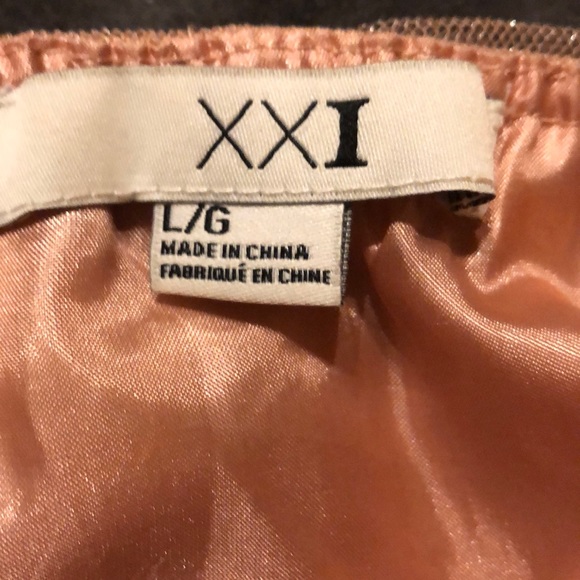 XXI
L/G
MADE IN CHINA
FABRIQUÉ EN CHINE